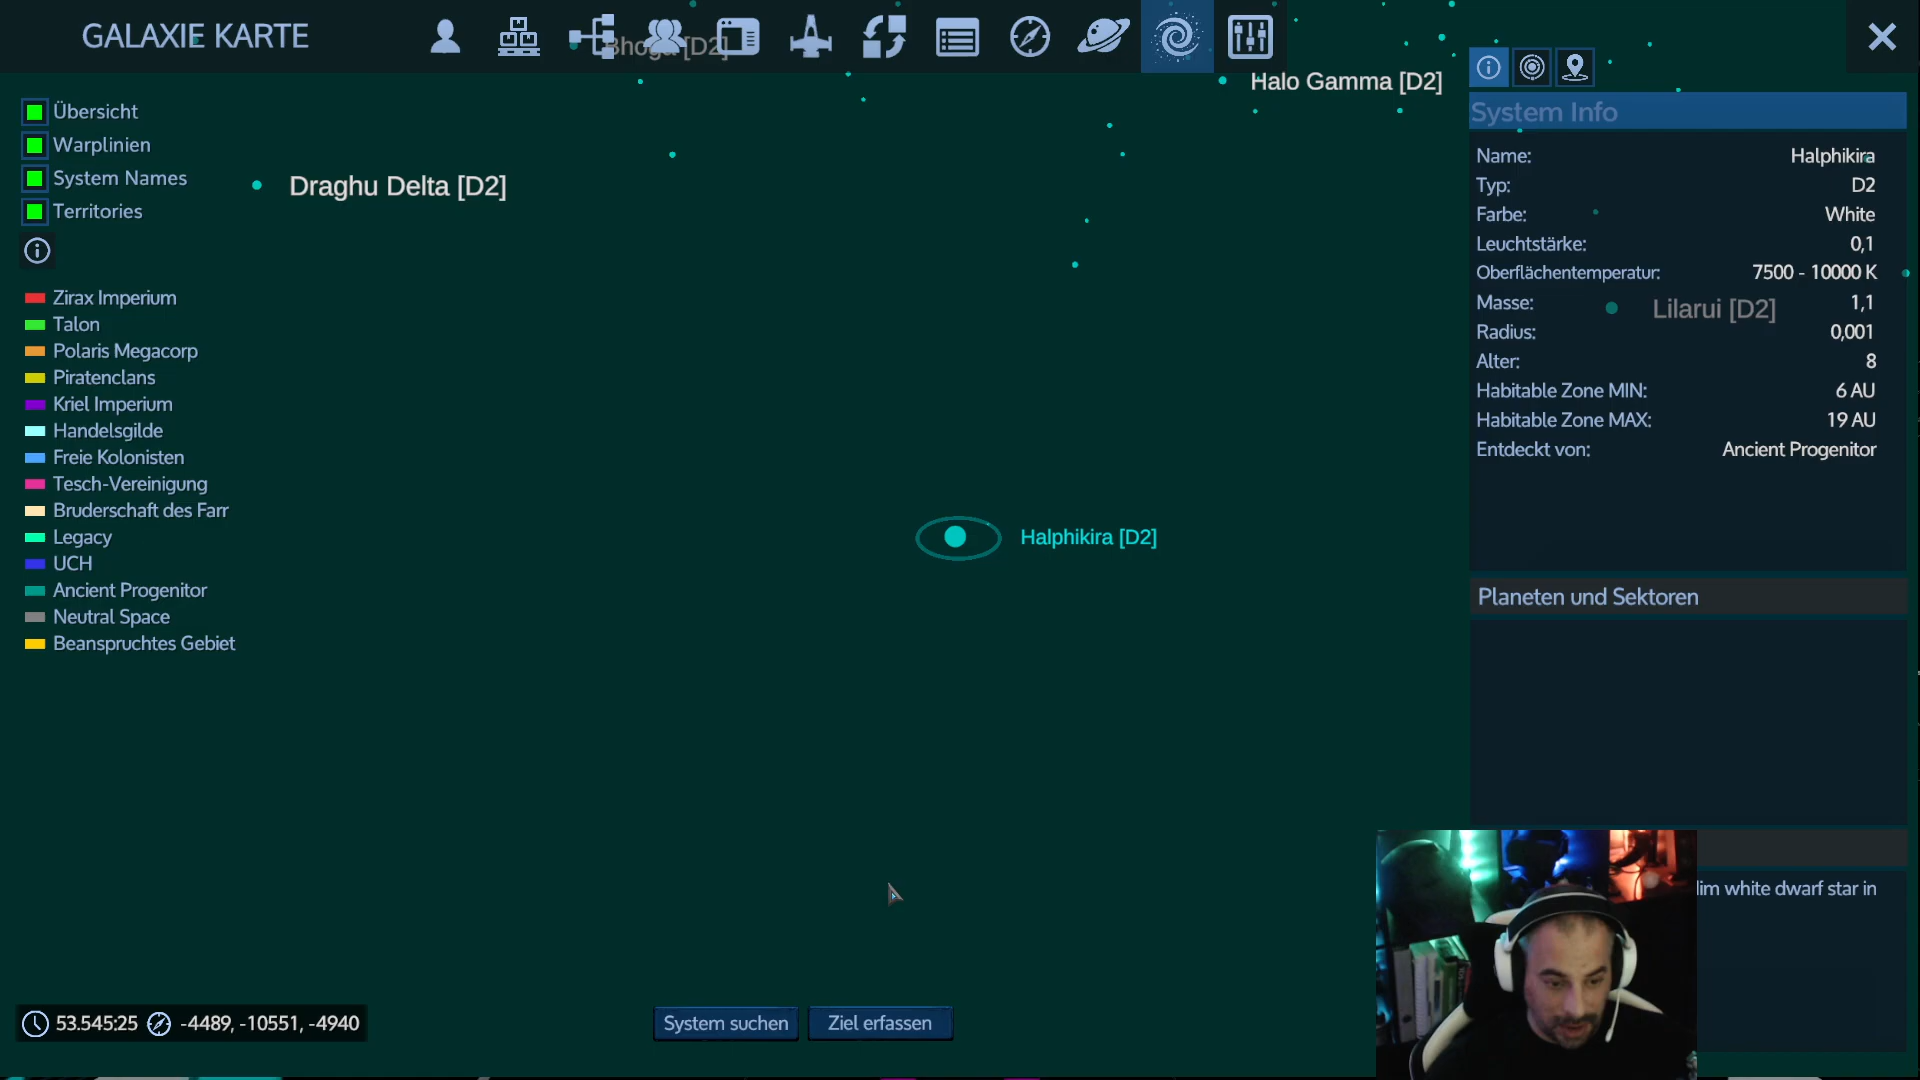 GALAXIE KARTE
Bhoga [D2]
Halo Gamma [D2]
Übersicht
Warplinien
System Names
Territories
Draghu Delta [D2]
Zirax Imperium
Talon
Polaris Megacorp
Piratenclans
Kriel Imperium
Handelsgilde
Freie Kolonisten
Tesch-Vereinigung
Bruderschaft des Farr
Legacy
UCH
Ancient Progenitor
Neutral Space
Beanspruchtes Gebiet
Halphikira [D2]
System Info
Name: Halphikira
Typ: D2
Farbe: White
Leuchtstärke: 0,1
Oberflächentemperatur: 7500 - 10000 K
Masse: 1,1
Lilarui [D2]
Radius: 0,001
Alter: 8
Habitable Zone MIN: 6 AU
Habitable Zone MAX: 19 AU
Entdeckt von: Ancient Progenitor
Planeten und Sektoren
white dwarf star in
53.545:25 -4489, -10551, -4940
System suchen
Ziel erfassen